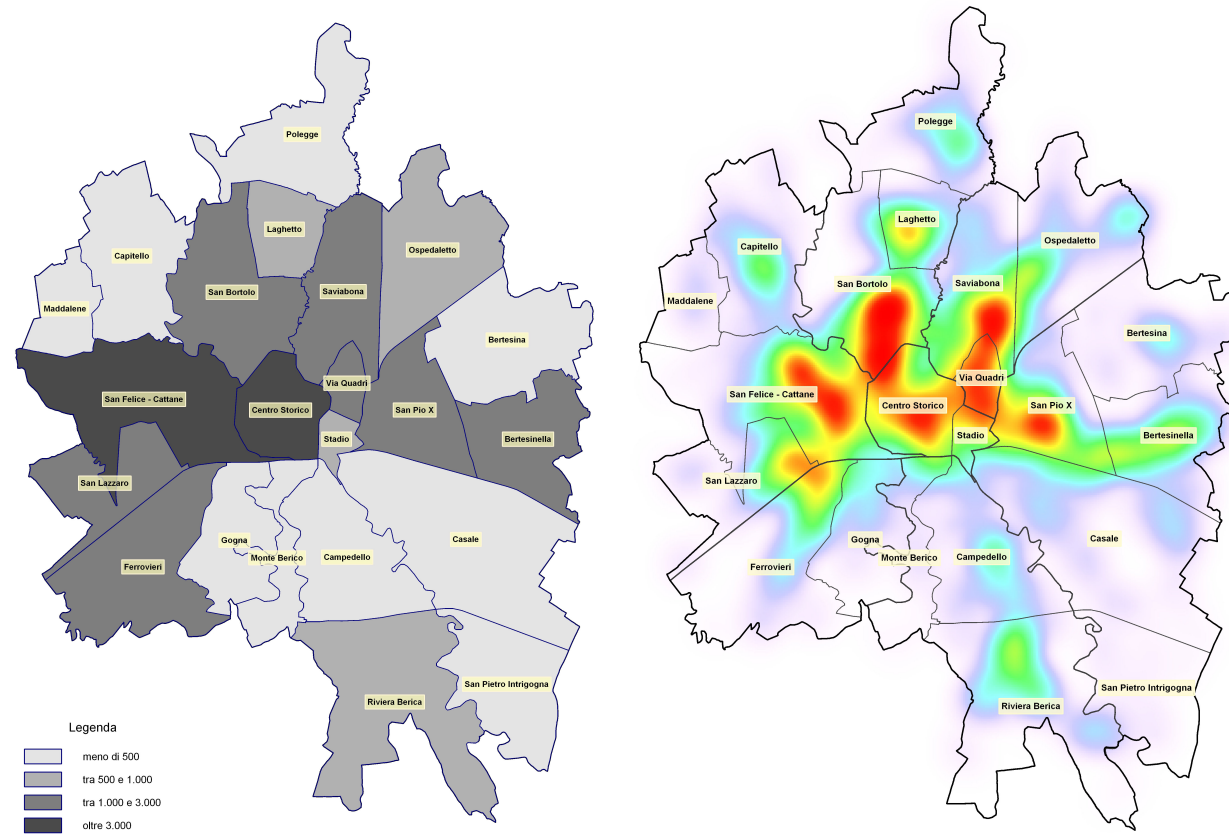 Polegge
Laghetto
Ospedaletto
Capitello
San Bortolo
Saviabona
Maddalene
Bertesina
Via Quadri
San Felice - Cattane
Centro Storico
San Pio X
Stadio
Bertesinella
San Lazzaro
Gogna
Casale
Monte Berico
Campedello
Ferrovieri
San Pietro Intrigogna
Riviera Berica
Legenda
meno di 500
tra 500 e 1.000
tra 1.000 e 3.000
oltre 3.000
Polegge
Laghetto
Ospedaletto
Capitello
San Bortolo
Saviabona
Maddalene
Bertesina
Via Quadri
San Felice - Cattane
Centro Storico
San Pio X
Stadio
Bertesinella
San Lazzaro
Gogna
Casale
Monte Berico
Campedello
Ferrovieri
San Pietro Intrigogna
Riviera Berica